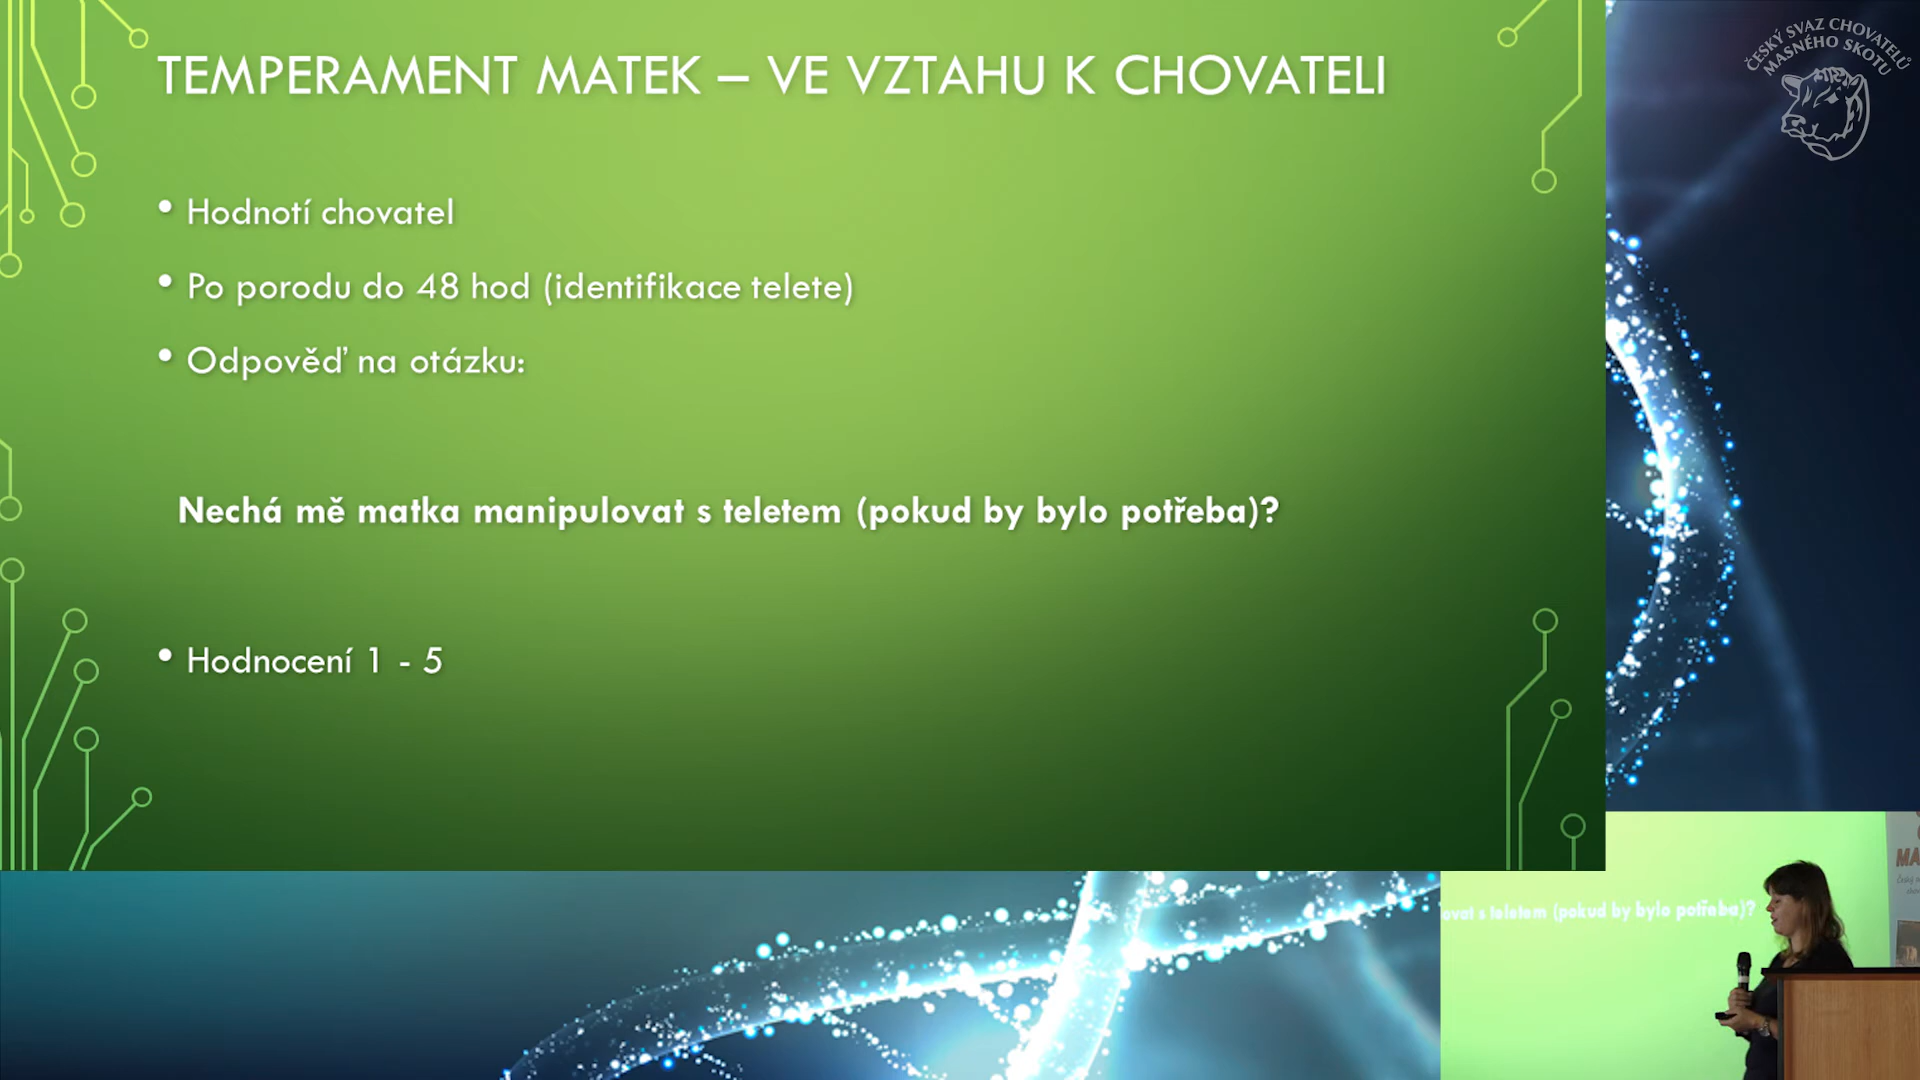 TEMPERAMENT MATEK – VE VZTAHU K CHOVATELI
ČESKÝ SVAZ CHOVATELŮ
MASNÉHO SKOTU
• Hodnotí chovatel
• Po porodu do 48 hod (identifikace telete)
• Odpověď na otázku:
Nechá mě matka manipulovat s teletem (pokud by bylo potřeba)?
• Hodnocení 1 - 5
ovat s teletem (pokud by bylo potřeba)?
MA